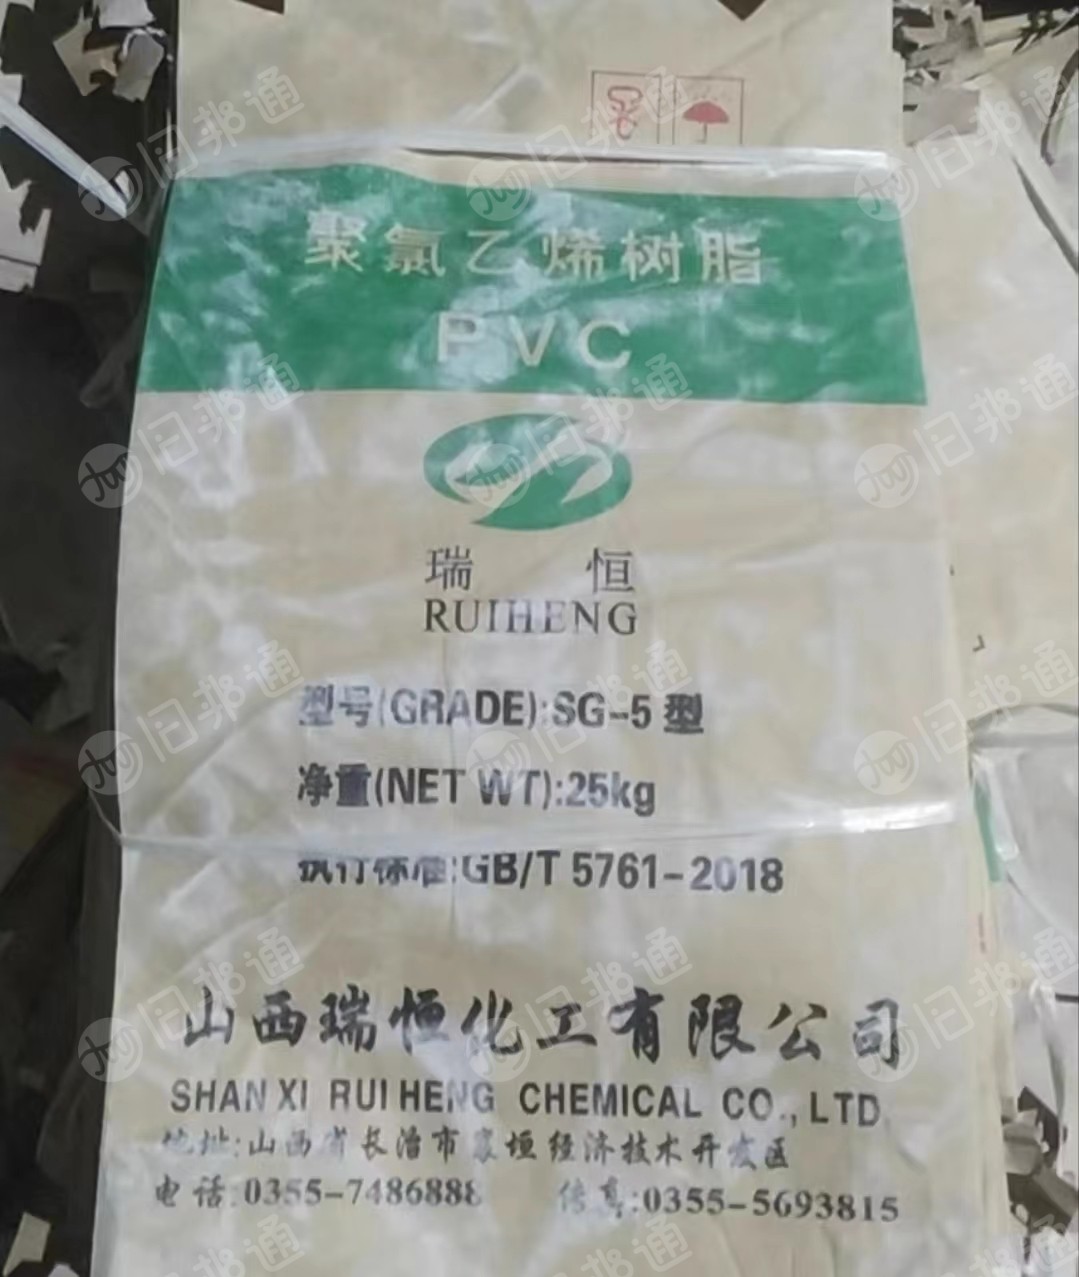 聚氯乙烯树脂
PVC
瑞恒
RUIHENG
型号(GRADE):SG-5型
净重(NET WT):25kg
执行标准:GB/T 5761-2018
山西瑞恒化工有限公司
SHAN XI RUI HENG CHEMICAL CO., LTD.
地址:山西省长治市襄垣经济技术开发区
电话:0355-7486888 传真:0355-5693815
旧邦通